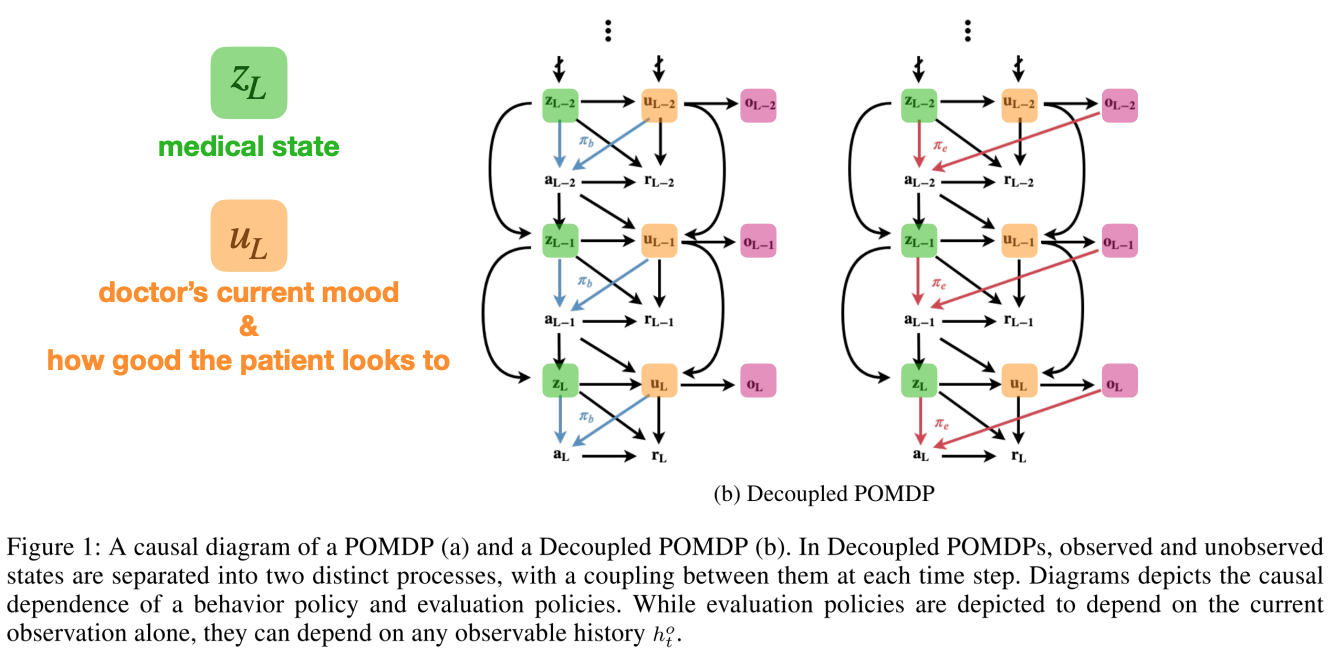 z_L
medical state
u_L
doctor's current mood
&
how good the patient looks to
⋮ ⋮
z_{L−2} u_{L−2} o_{L−2} z_{L−2} u_{L−2} o_{L−2}
π_b π_e
a_{L−2} r_{L−2} a_{L−2} r_{L−2}
z_{L−1} u_{L−1} o_{L−1} z_{L−1} u_{L−1} o_{L−1}
π_b π_e
a_{L−1} r_{L−1} a_{L−1} r_{L−1}
z_L u_L o_L z_L u_L o_L
π_b π_e
a_L r_L a_L r_L
(b) Decoupled POMDP
Figure 1: A causal diagram of a POMDP (a) and a Decoupled POMDP (b). In Decoupled POMDPs, observed and unobserved
states are separated into two distinct processes, with a coupling between them at each time step. Diagrams depicts the causal
dependence of a behavior policy and evaluation policies. While evaluation policies are depicted to depend on the current
observation alone, they can depend on any observable history h_t^o.